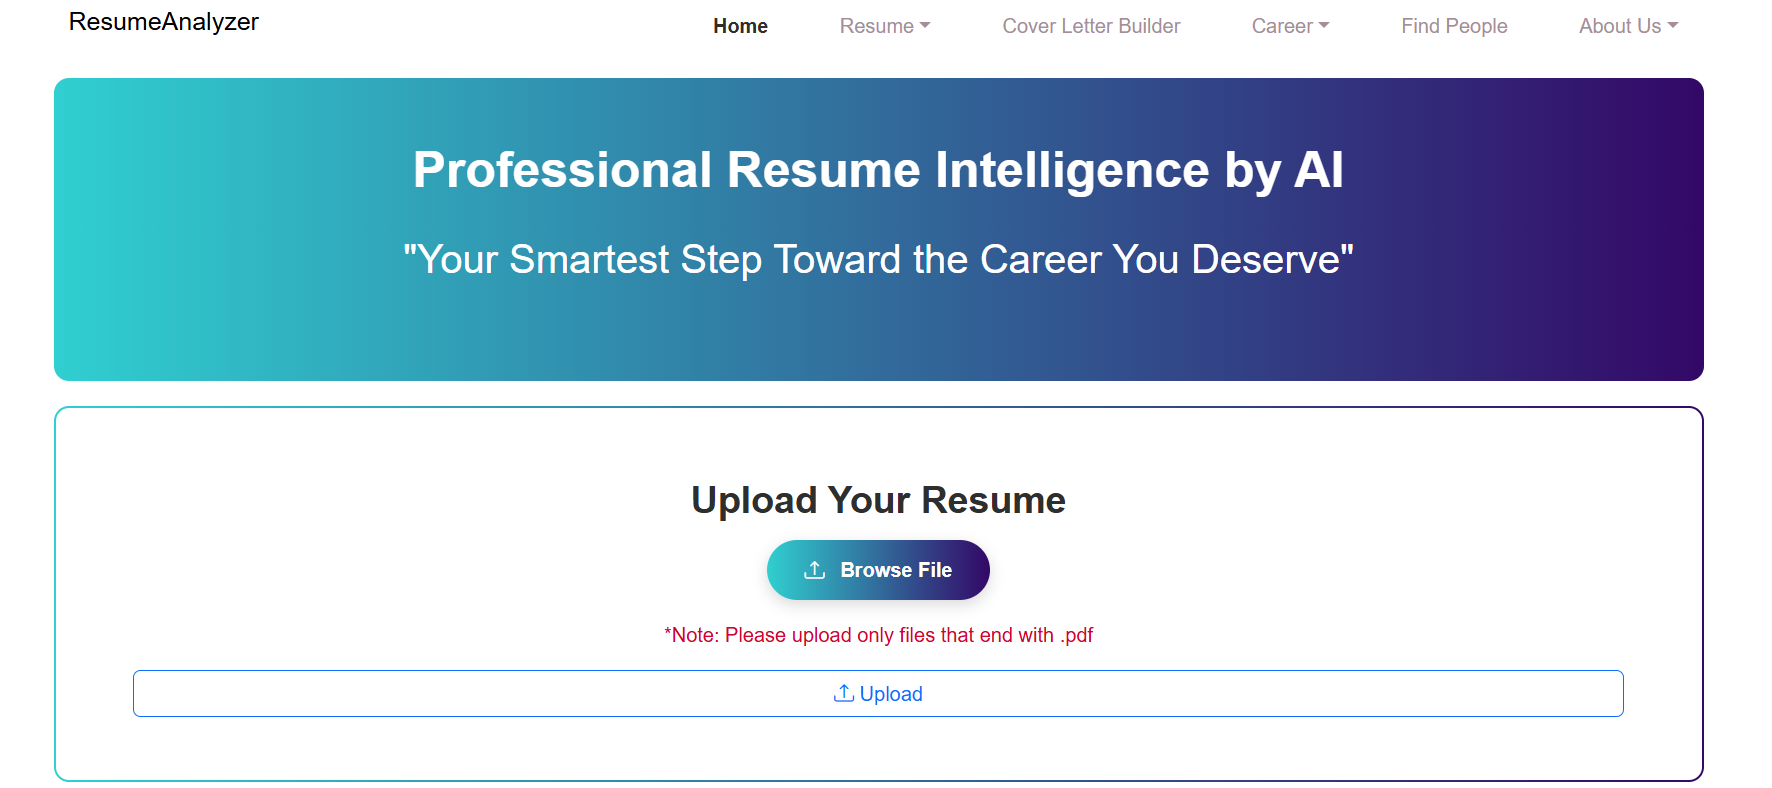 ResumeAnalyzer
Home Resume Cover Letter Builder Career Find People About Us
Professional Resume Intelligence by AI
"Your Smartest Step Toward the Career You Deserve"
Upload Your Resume
Browse File
*Note: Please upload only files that end with .pdf
Upload